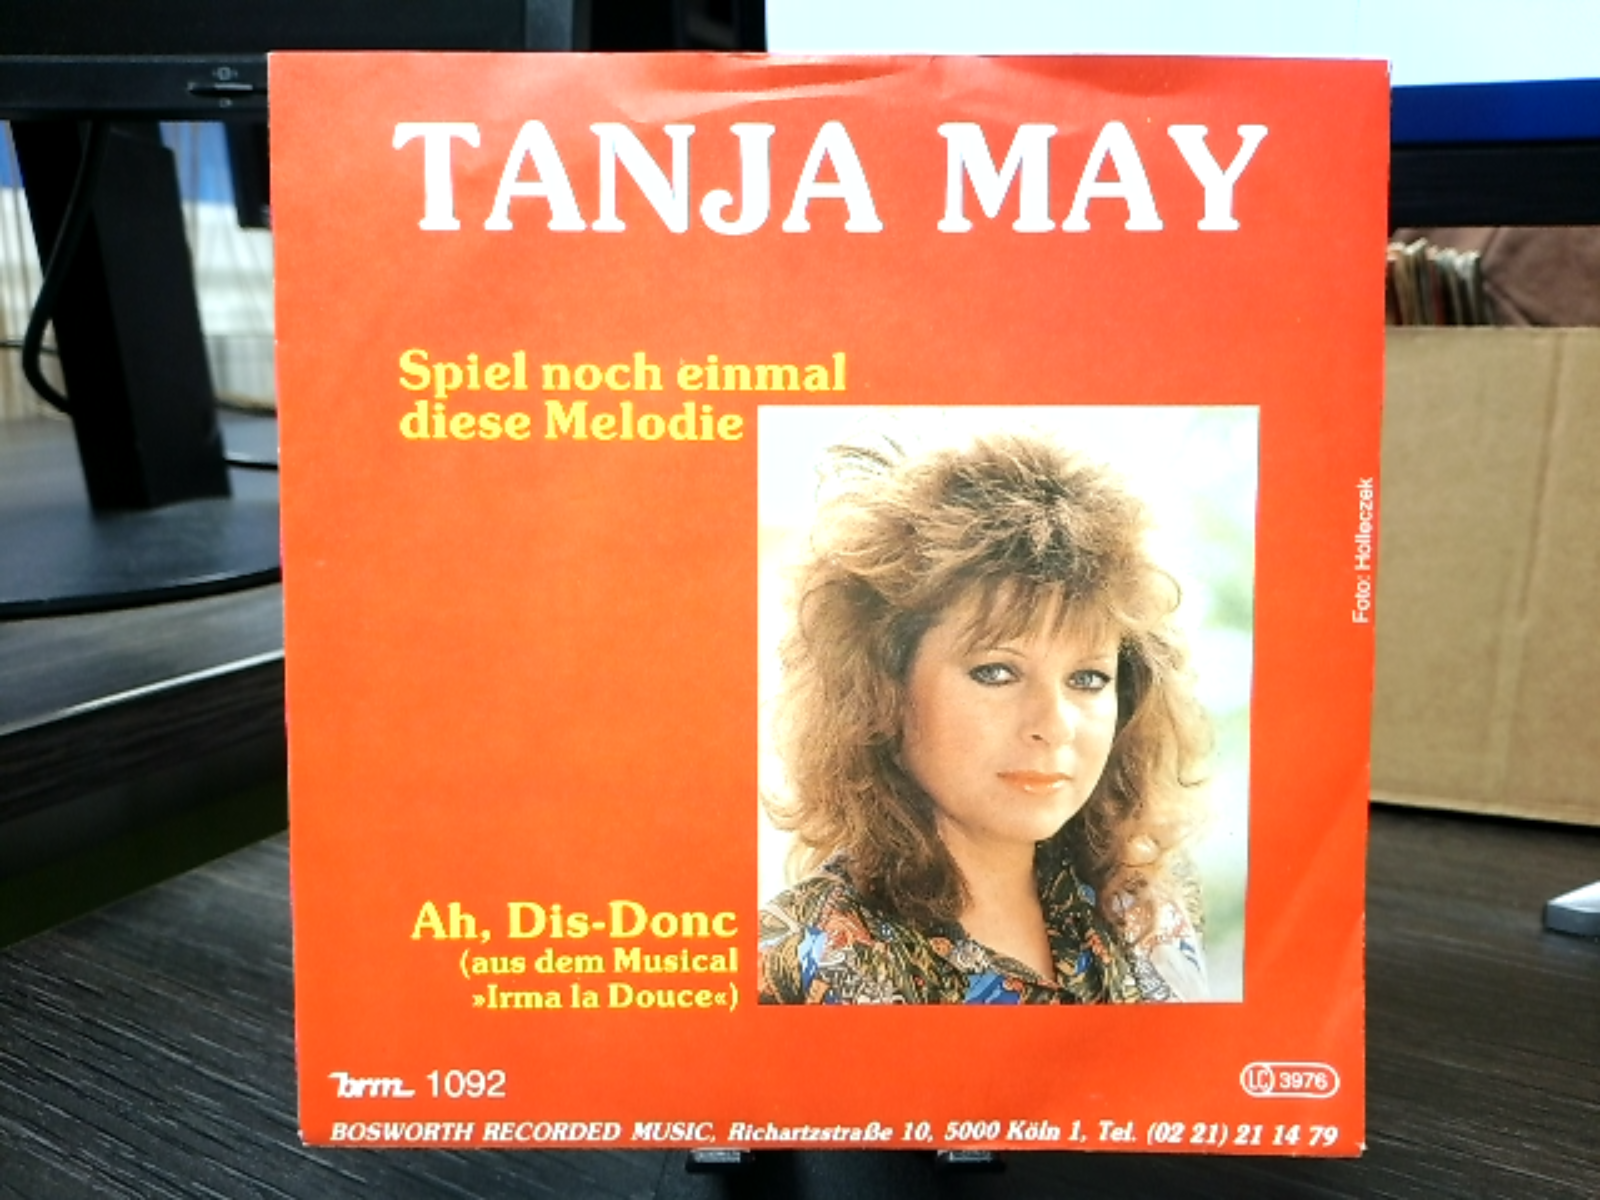 TANJA MAY
Spiel noch einmal
diese Melodie
Foto: Holleczek
Ah, Dis-Donc
(aus dem Musical
»Irma la Douce«)
brm 1092
LC 3976
BOSWORTH RECORDED MUSIC, Richartzstraße 10, 5000 Köln 1, Tel. (02 21) 21 14 79